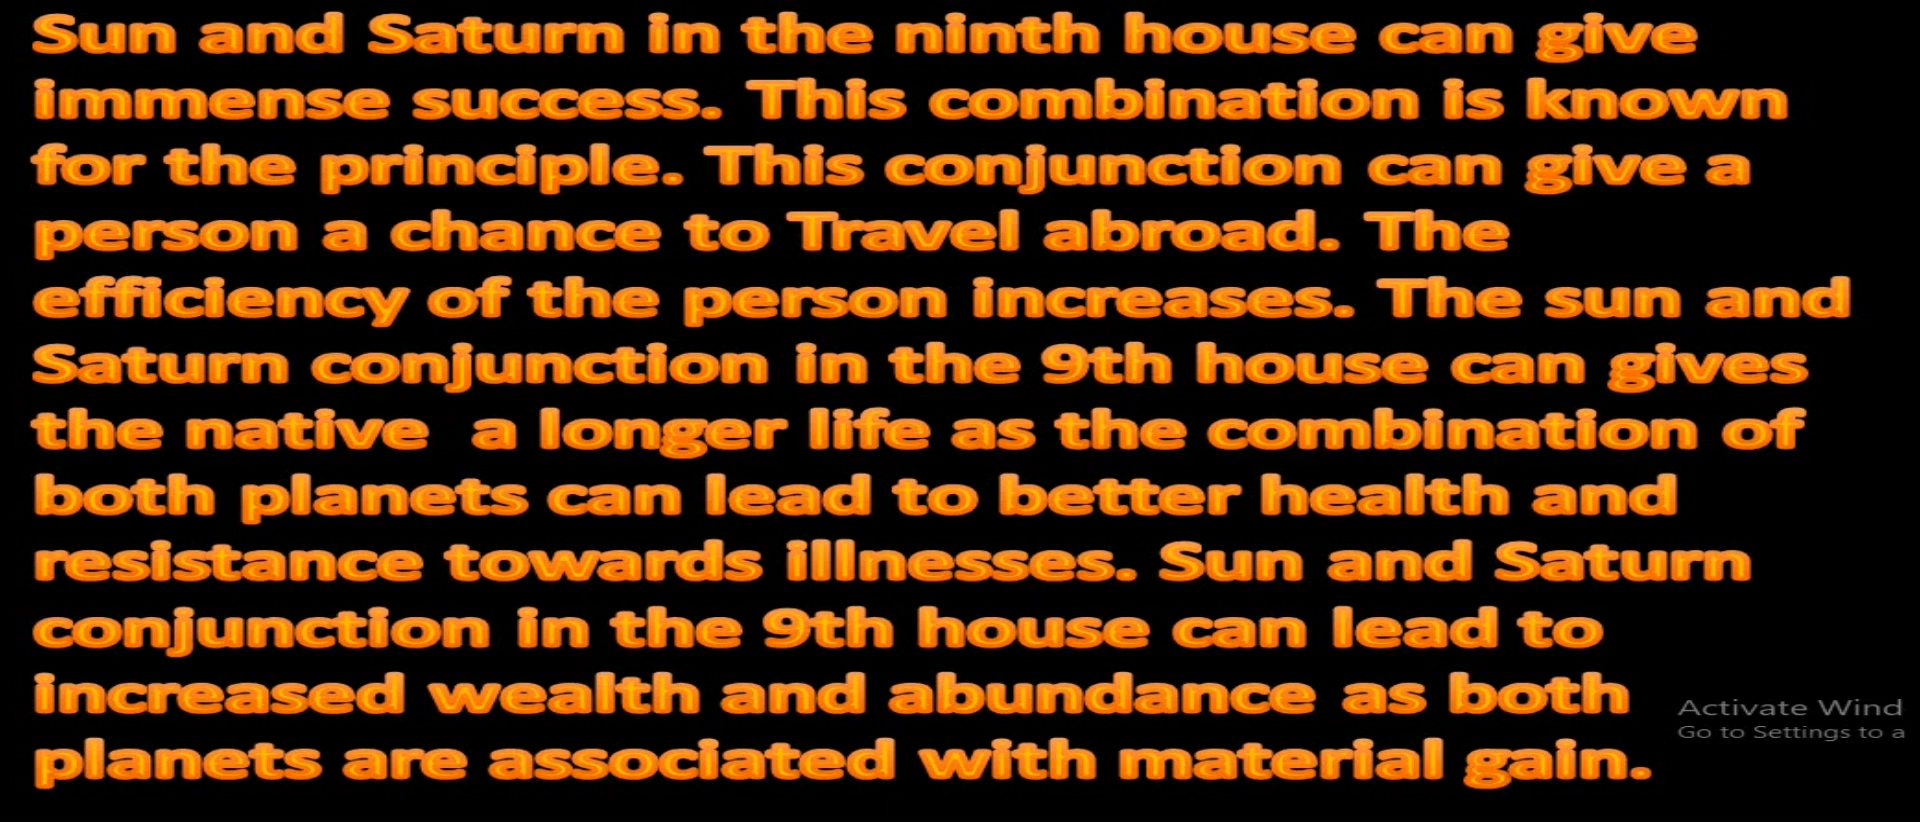 Sun and Saturn in the ninth house can give
immense success. This combination is known
for the principle. This conjunction can give a
person a chance to Travel abroad. The
efficiency of the person increases. The sun and
Saturn conjunction in the 9th house can gives
the native  a longer life as the combination of
both planets can lead to better health and
resistance towards illnesses. Sun and Saturn
conjunction in the 9th house can lead to
increased wealth and abundance as both
planets are associated with material gain.
Activate Wind
Go to Settings to a